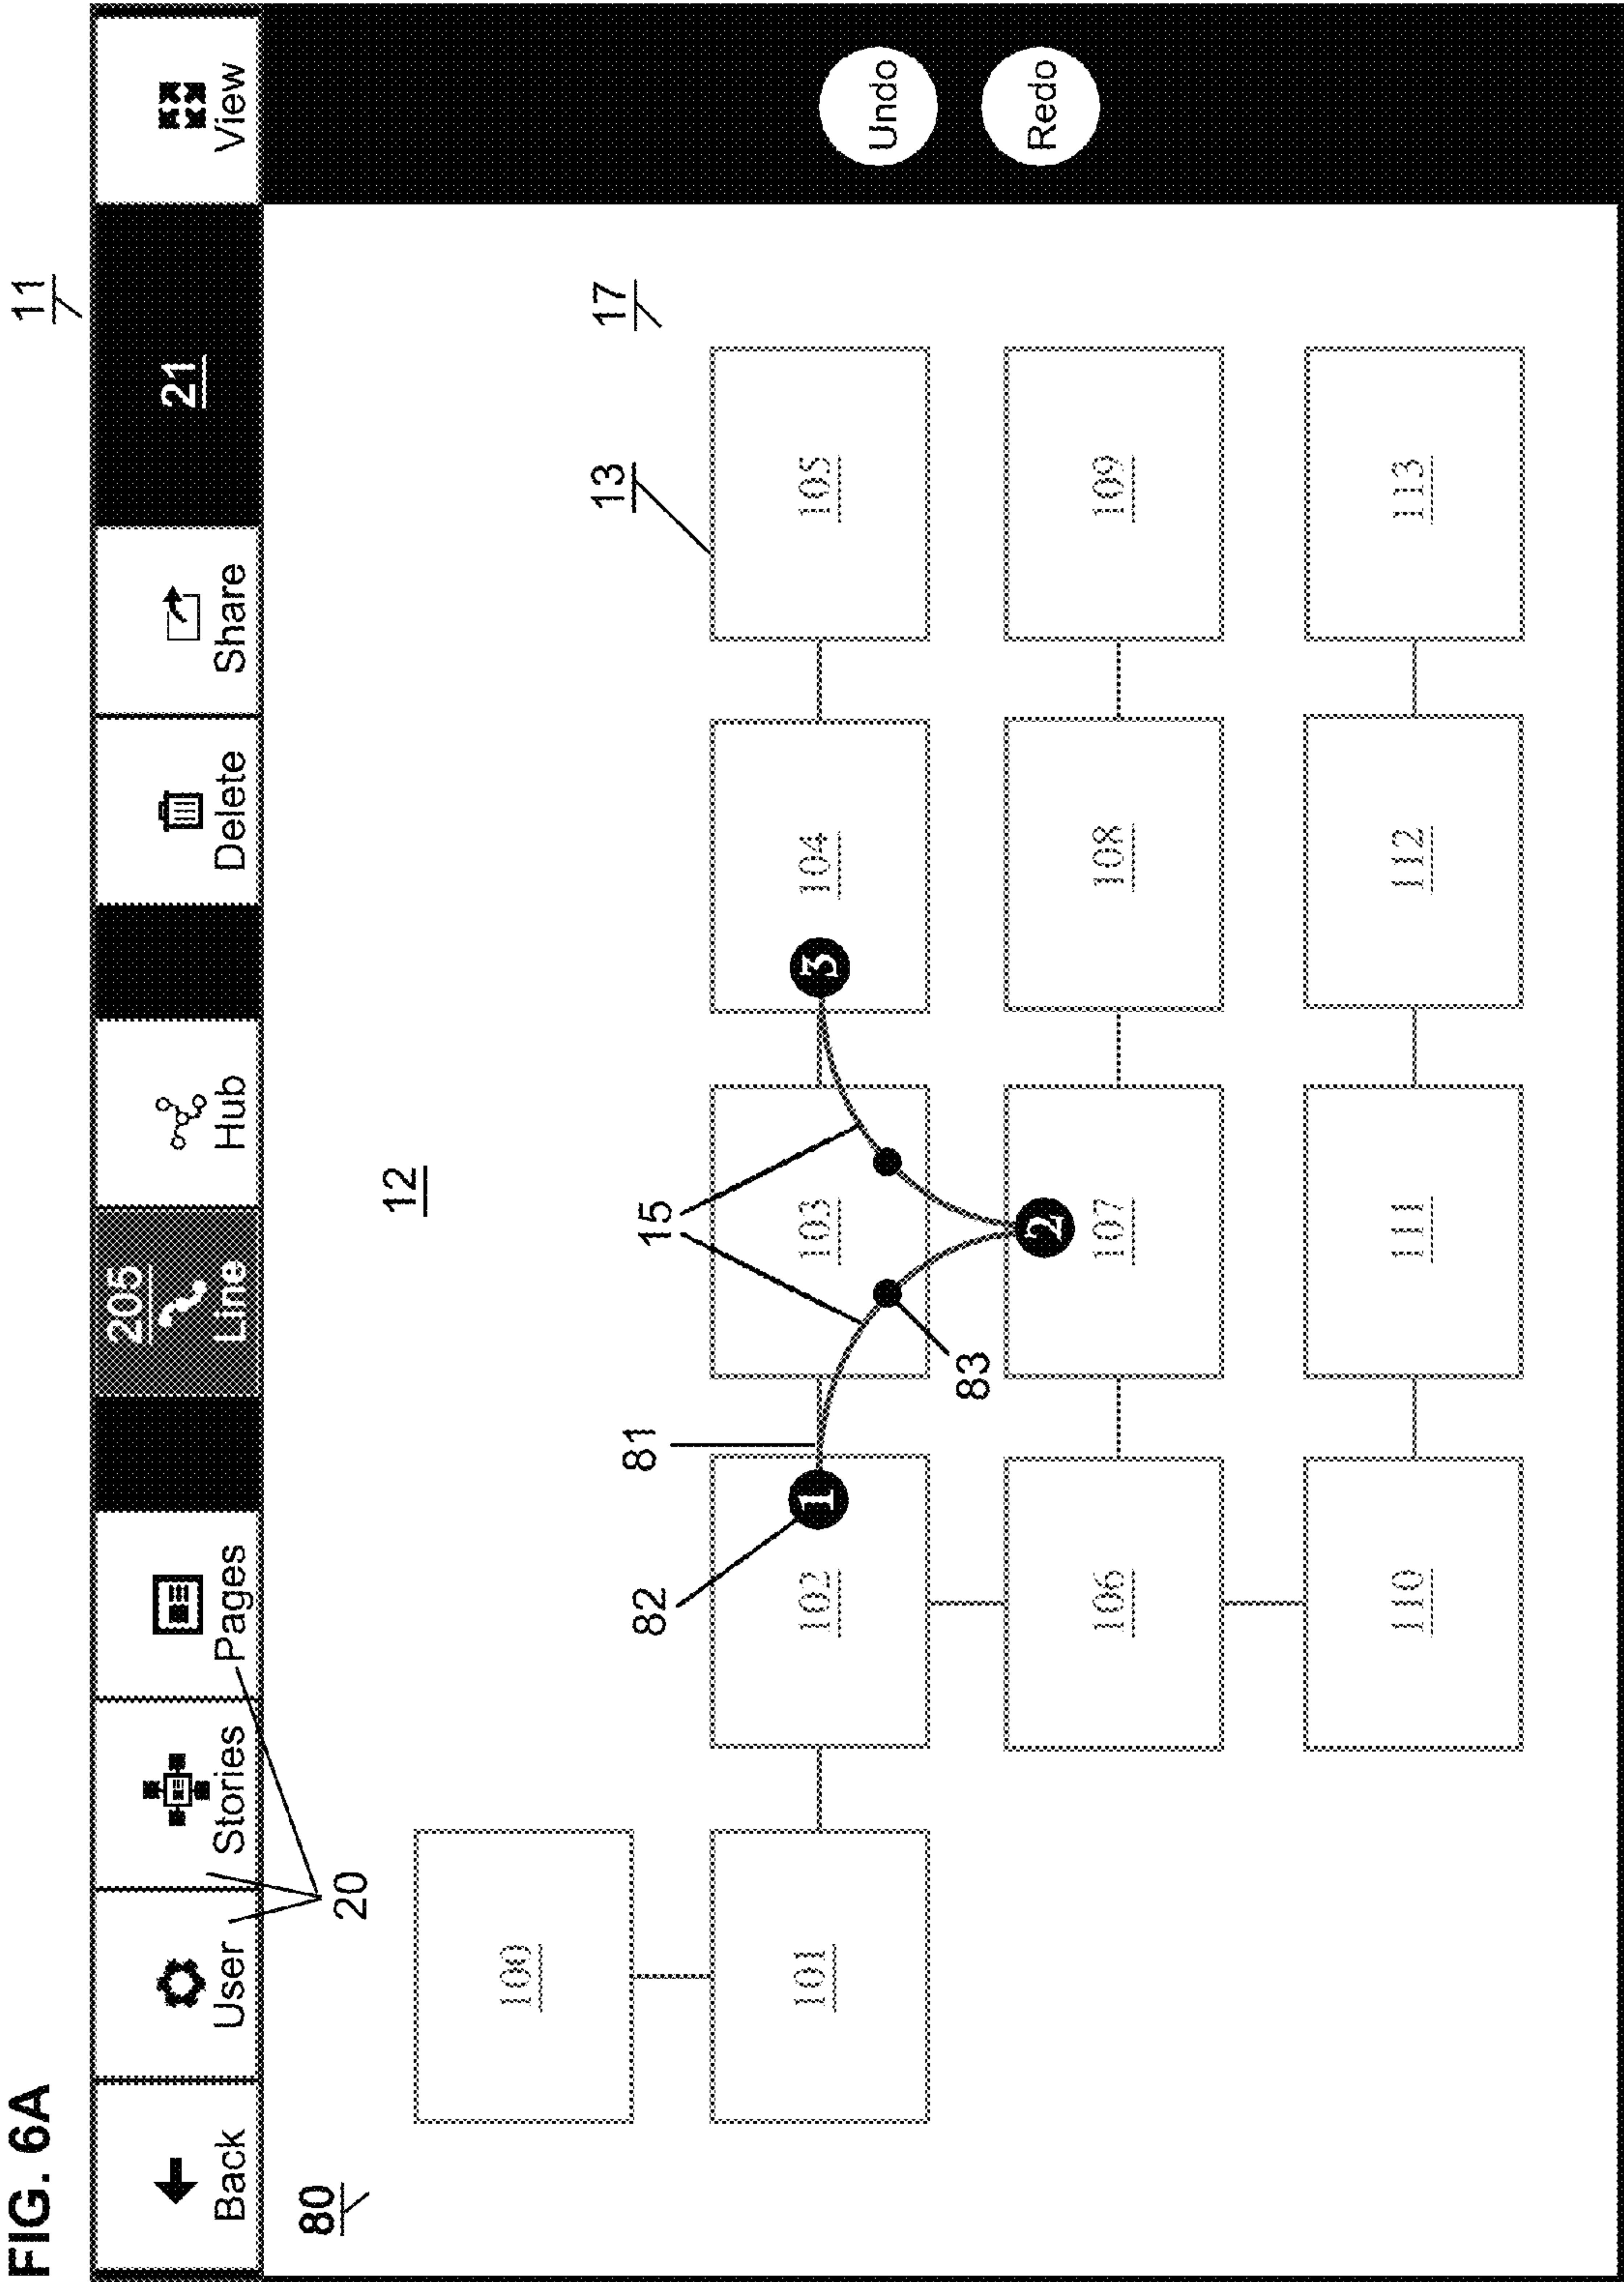 FIG. 6A
11
Back
User
Stories
Pages
205
Line
Hub
Delete
Share
21
View
80
20
12
17
13
15
81
82
83
100
101
102
103
104
105
106
107
108
109
110
111
112
113
1
2
3
Undo
Redo